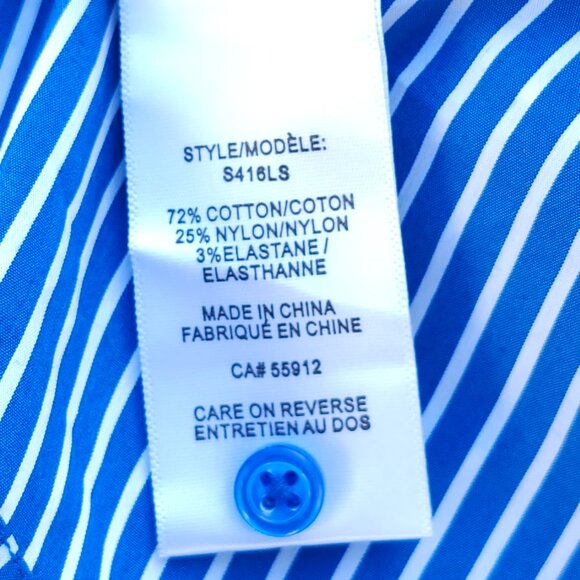 STYLE/MODÈLE:
S416LS
72% COTTON/COTON
25% NYLON/NYLON
3% ELASTANE /
ELASTHANNE
MADE IN CHINA
FABRIQUÉ EN CHINE
CA# 55912
CARE ON REVERSE
ENTRETIEN AU DOS